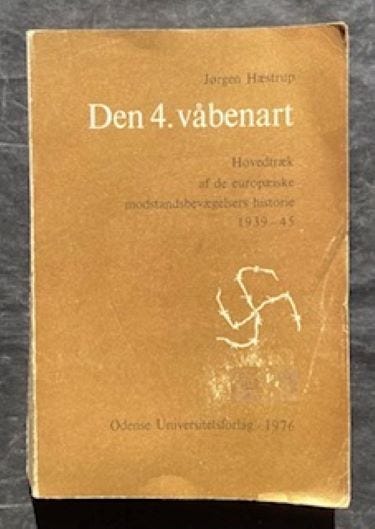 Jørgen Hæstrup
Den 4. våbenart
Hovedtræk
af de europæiske
modstandsbevægelsers historie
1939-45
Odense Universitetsforlag · 1976